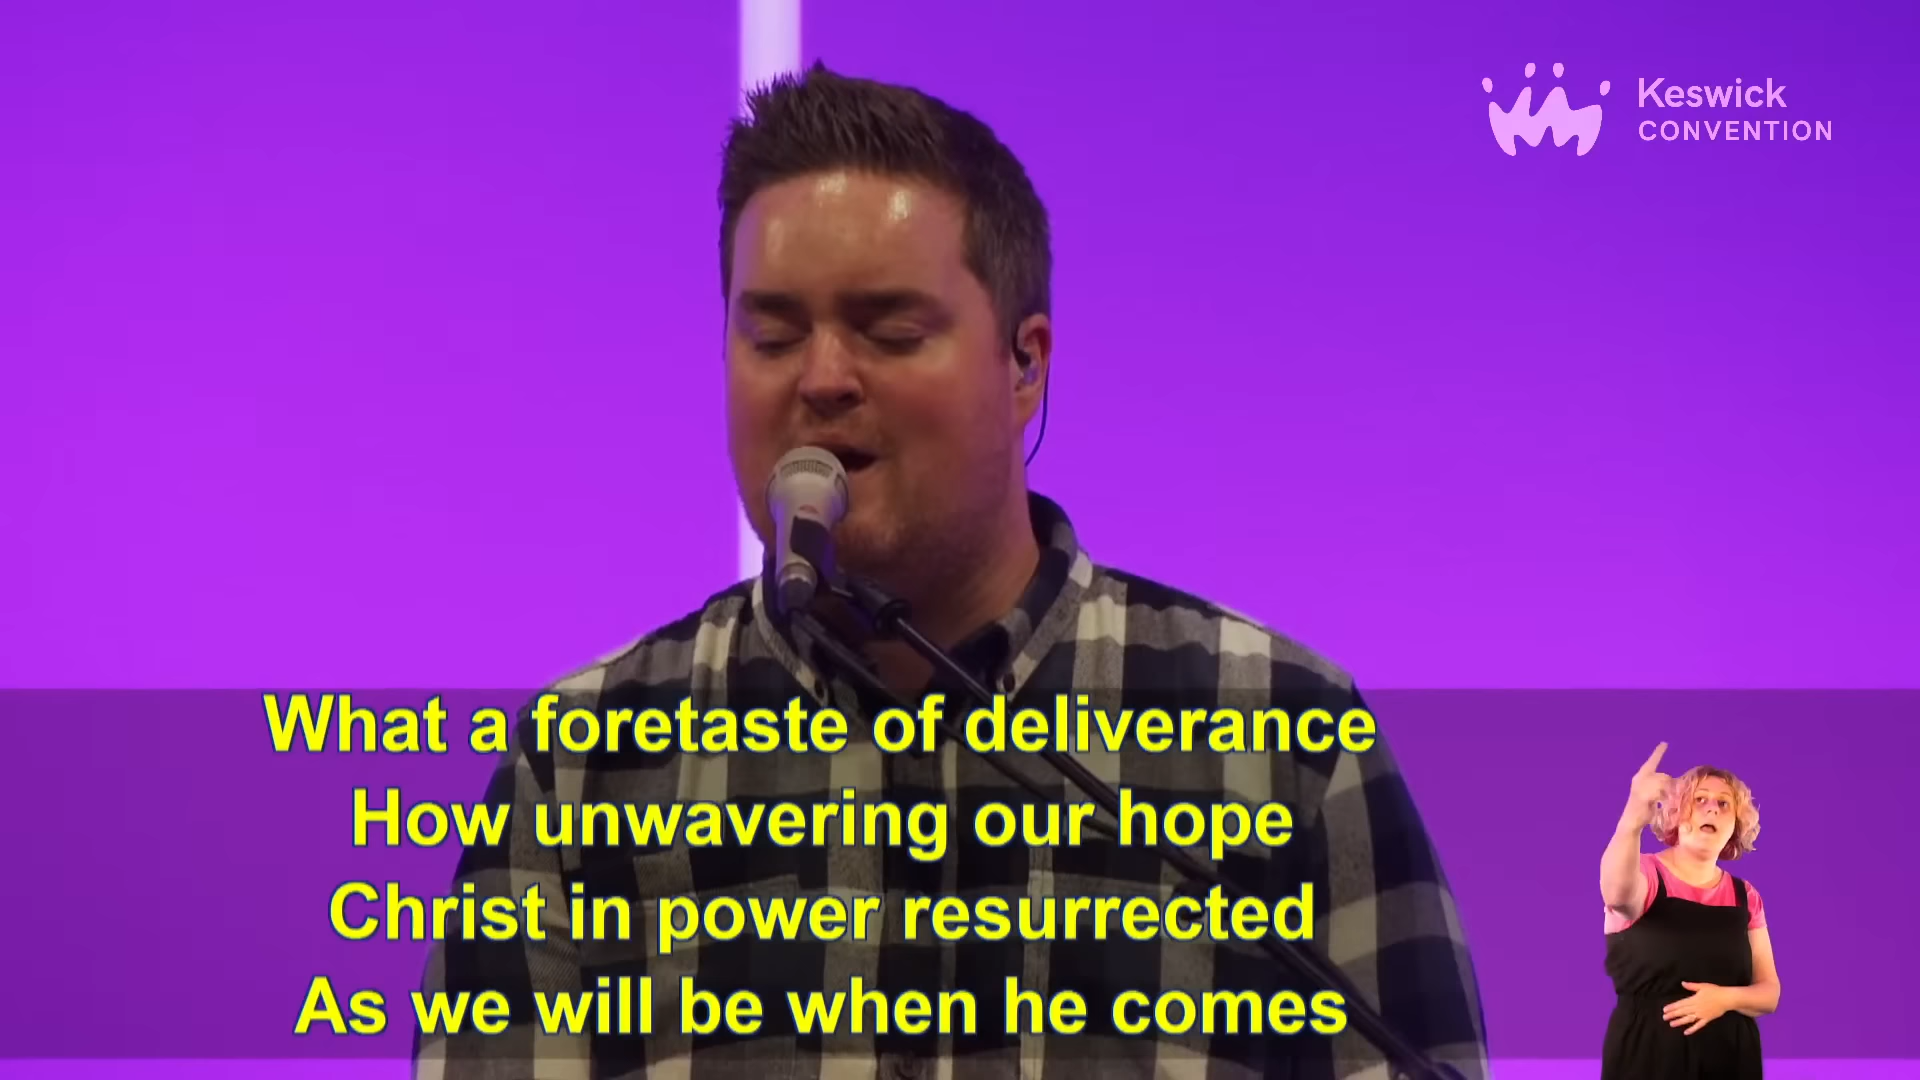 Keswick
CONVENTION
What a foretaste of deliverance
How unwavering our hope
Christ in power resurrected
As we will be when he comes